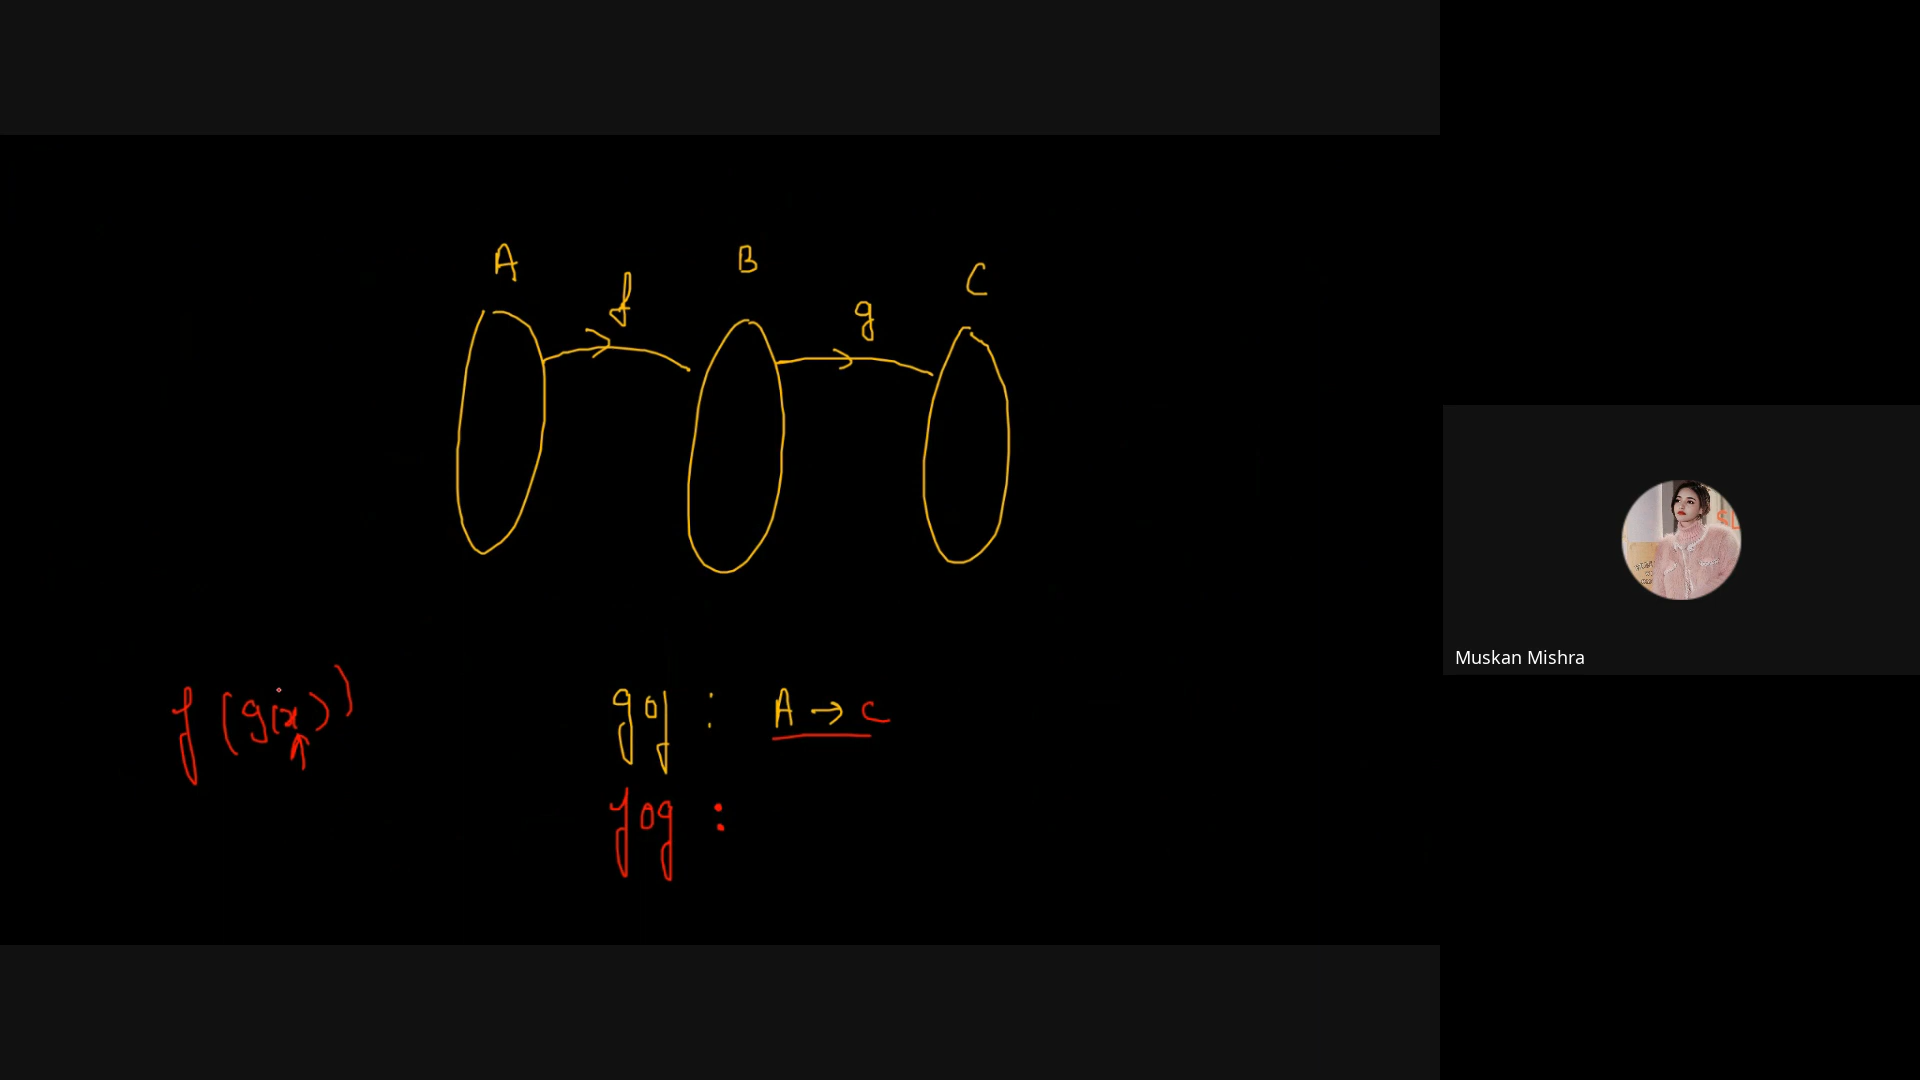 A
B
C
f
g
f(g(x))
gof : A → C
fog :
Muskan Mishra